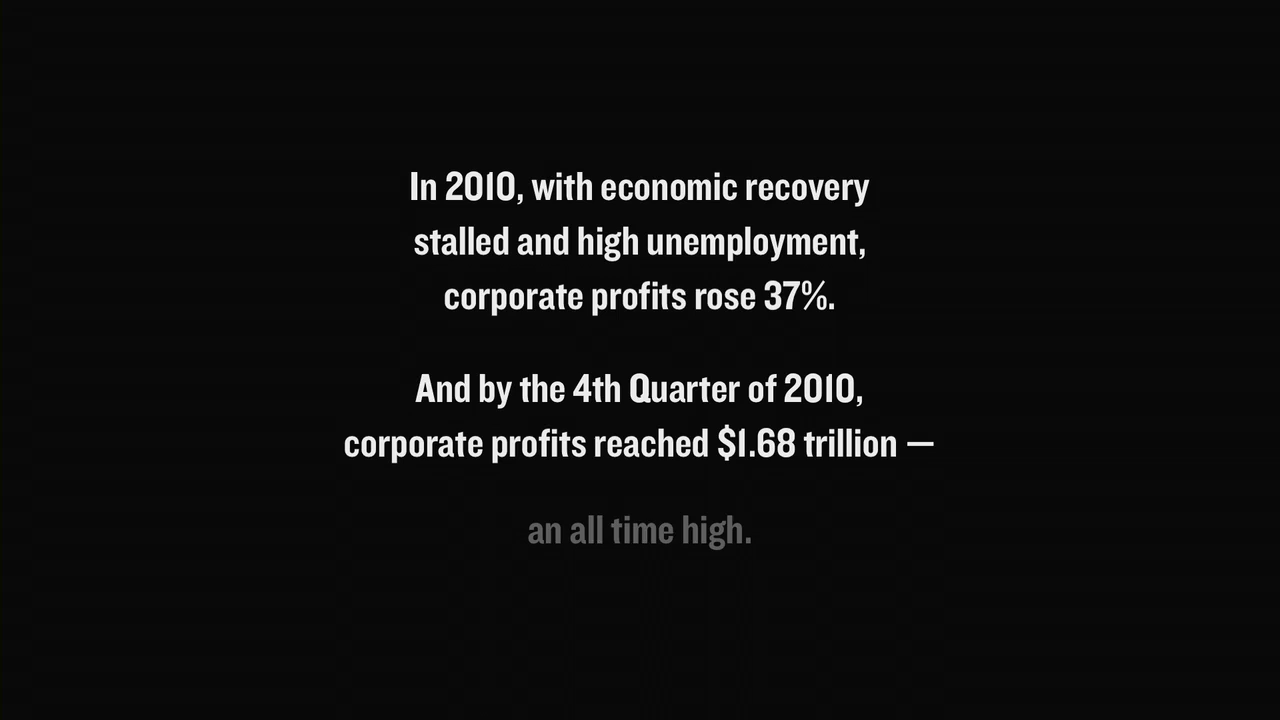 In 2010, with economic recovery
stalled and high unemployment,
corporate profits rose 37%.
And by the 4th Quarter of 2010,
corporate profits reached $1.68 trillion —
an all time high.